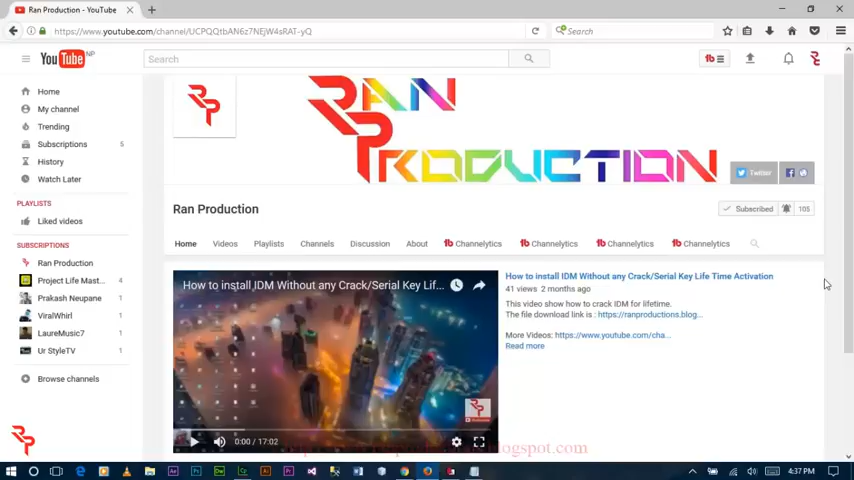 Ran Production - YouTube
https://www.youtube.com/channel/UCPQQtbAN6z7NEjW4sRAT-yQ
Search
YouTube NP
Search
Home
My channel
Trending
Subscriptions 5
History
Watch Later
PLAYLISTS
Liked videos
SUBSCRIPTIONS
Ran Production
Project Life Mast... 4
Prakash Neupane 1
ViralWhirl 1
LaureMusic7 1
Ur StyleTV 1
Browse channels
RAN
PRODUCTION
Twitter
Ran Production
Subscribed 105
Home Videos Playlists Channels Discussion About Channelytics Channelytics Channelytics Channelytics
How to install IDM Without any Crack/Serial Key Lif...
0:00 / 17:02
How to install IDM Without any Crack/Serial Key Life Time Activation
41 views 2 months ago
This video show how to crack IDM for lifetime.
The file download link is : https://ranproductions.blog...
More Videos: https://www.youtube.com/cha...
Read more
4:37 PM